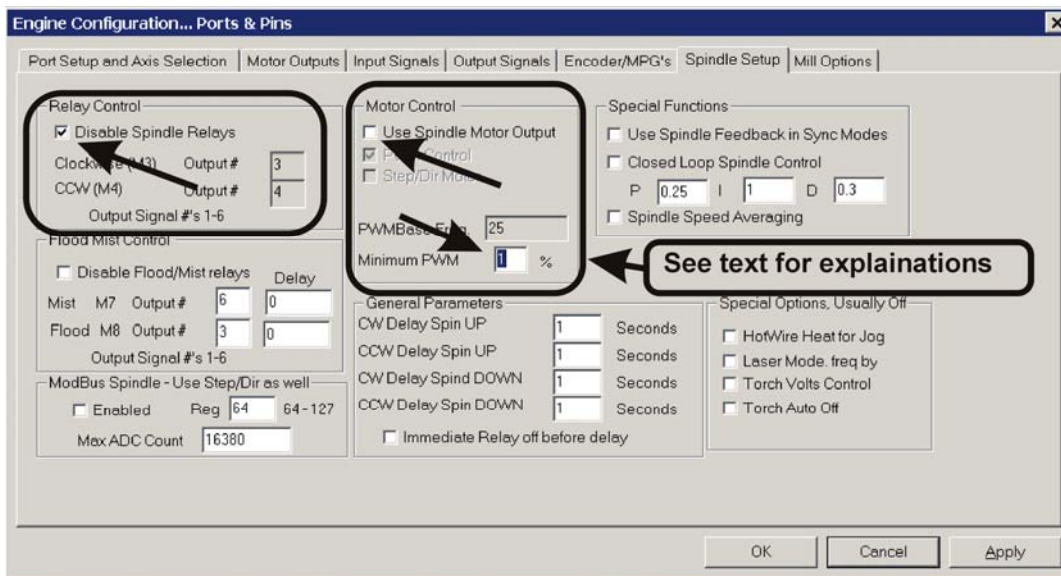 Engine Configuration... Ports & Pins
Port Setup and Axis Selection
Motor Outputs
Input Signals
Output Signals
Encoder/MPG's
Spindle Setup
Mill Options
Relay Control
Disable Spindle Relays
Clockwise (M3) Output # 3
CCW (M4) Output # 4
Output Signal #'s 1-6
Flood Mist Control
Disable Flood/Mist relays
Delay
Mist M7 Output # 6 0
Flood M8 Output # 3 0
Output Signal #'s 1-6
ModBus Spindle - Use Step/Dir as well
Enabled Reg 64 64-127
Max ADC Count 16380
Motor Control
Use Spindle Motor Output
Control
Step/Dir
PWMBase 25
Minimum PWM 1 %
General Parameters
CW Delay Spin UP 1 Seconds
CCW Delay Spin UP 1 Seconds
CW Delay Spind DOWN 1 Seconds
CCW Delay Spin DOWN 1 Seconds
Immediate Relay off before delay
Special Functions
Use Spindle Feedback in Sync Modes
Closed Loop Spindle Control
P 0.25 I 1 D 0.3
Spindle Speed Averaging
See text for explainations
Special Options, Usually Off
HotWire Heat for Jog
Laser Mode. freq by
Torch Volts Control
Torch Auto Off
OK
Cancel
Apply